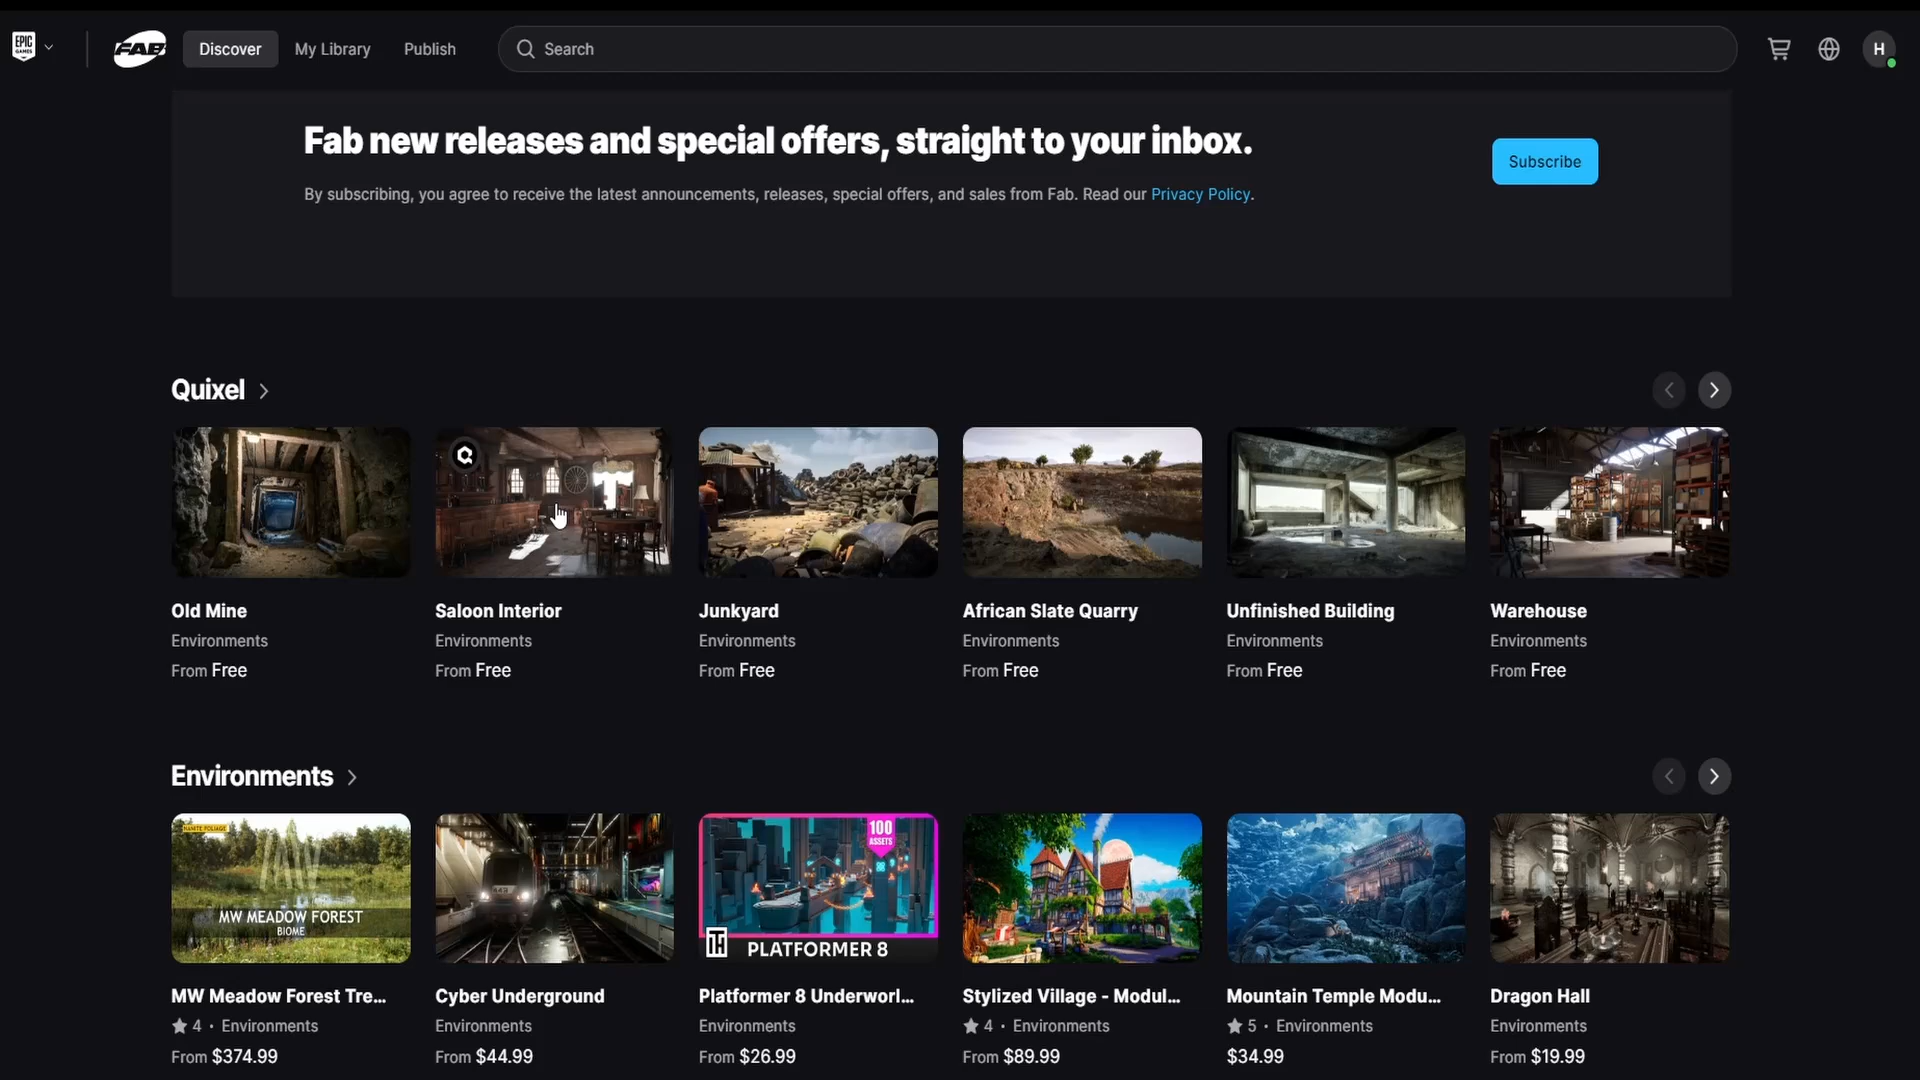 EPIC GAMES
FAB
Discover
My Library
Publish
Search
H
Fab new releases and special offers, straight to your inbox.
By subscribing, you agree to receive the latest announcements, releases, special offers, and sales from Fab. Read our Privacy Policy.
Subscribe
Quixel
Old Mine
Environments
From Free
Saloon Interior
Environments
From Free
Junkyard
Environments
From Free
African Slate Quarry
Environments
From Free
Unfinished Building
Environments
From Free
Warehouse
Environments
From Free
Environments
NANITE FOLIAGE
MW MEADOW FOREST
BIOME
100
ASSETS
PLATFORMER 8
MW Meadow Forest Tre...
4 · Environments
From $374.99
Cyber Underground
Environments
From $44.99
Platformer 8 Underworl...
Environments
From $26.99
Stylized Village - Modul...
4 · Environments
From $89.99
Mountain Temple Modu...
5 · Environments
$34.99
Dragon Hall
Environments
From $19.99